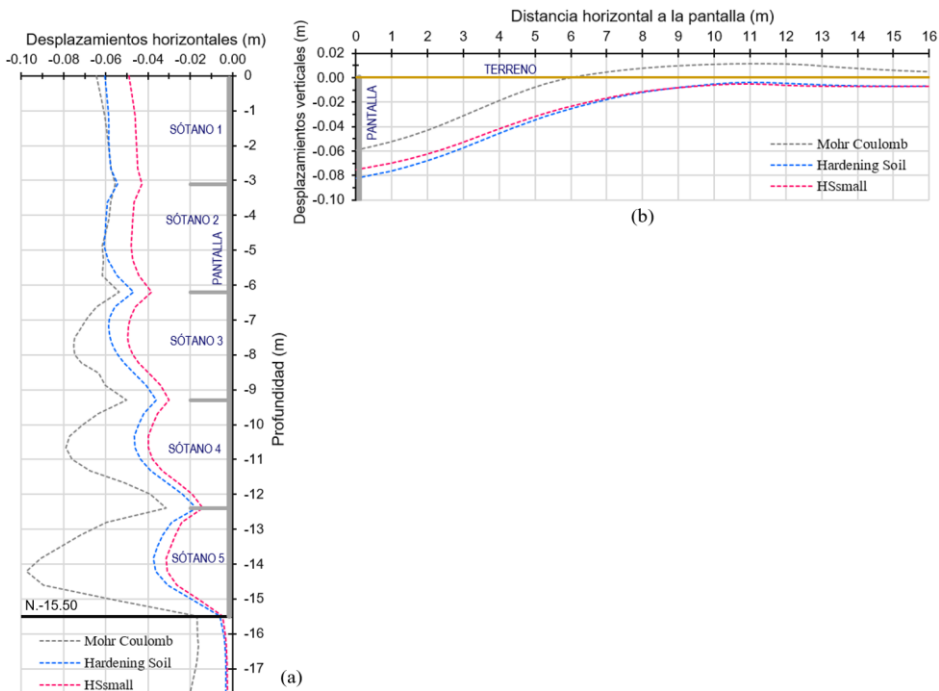 Desplazamientos horizontales (m)
-0.10 -0.08 -0.06 -0.04 -0.02 0.00
0
-1
-2
-3
-4
-5
-6
-7
-8
-9
-10
-11
-12
-13
-14
-15
-16
-17
Profundidad (m)
SÓTANO 1
SÓTANO 2
PANTALLA
SÓTANO 3
SÓTANO 4
SÓTANO 5
N.-15.50
Mohr Coulomb
Hardening Soil
HSsmall
(a)
Distancia horizontal a la pantalla (m)
0 1 2 3 4 5 6 7 8 9 10 11 12 13 14 15 16
Desplazamientos verticales (m)
0.02
0.00
-0.02
-0.04
-0.06
-0.08
-0.10
TERRENO
PANTALLA
Mohr Coulomb
Hardening Soil
HSsmall
(b)